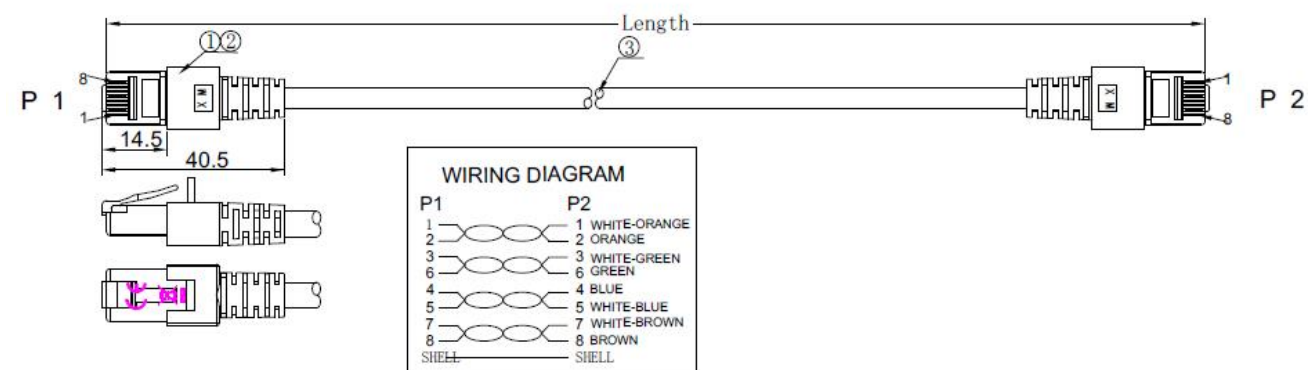 Length
①②
③
P 1
8
1
X M
X M
1
8
P 2
14.5
40.5
CE
WIRING DIAGRAM
P1 P2
1 1 WHITE-ORANGE
2 2 ORANGE
3 3 WHITE-GREEN
6 6 GREEN
4 4 BLUE
5 5 WHITE-BLUE
7 7 WHITE-BROWN
8 8 BROWN
SHELL SHELL